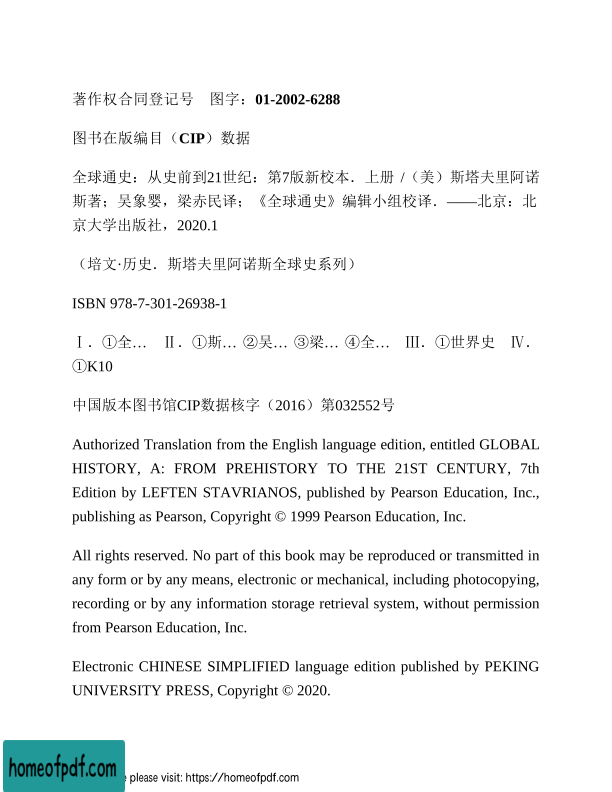 著作权合同登记号　图字：01-2002-6288
图书在版编目（CIP）数据
全球通史：从史前到21世纪：第7版新校本．上册 /（美）斯塔夫里阿诺
斯著；吴象婴，梁赤民译；《全球通史》编辑小组校译．——北京：北
京大学出版社，2020.1
（培文·历史．斯塔夫里阿诺斯全球史系列）
ISBN 978-7-301-26938-1
Ⅰ．①全…　Ⅱ．①斯… ②吴… ③梁… ④全…　Ⅲ．①世界史　Ⅳ．
①K10
中国版本图书馆CIP数据核字（2016）第032552号
Authorized Translation from the English language edition, entitled GLOBAL
HISTORY, A: FROM PREHISTORY TO THE 21ST CENTURY, 7th
Edition by LEFTEN STAVRIANOS, published by Pearson Education, Inc.,
publishing as Pearson, Copyright © 1999 Pearson Education, Inc.
All rights reserved. No part of this book may be reproduced or transmitted in
any form or by any means, electronic or mechanical, including photocopying,
recording or by any information storage retrieval system, without permission
from Pearson Education, Inc.
Electronic CHINESE SIMPLIFIED language edition published by PEKING
UNIVERSITY PRESS, Copyright © 2020.
homeofpdf.com
please visit: https://homeofpdf.com